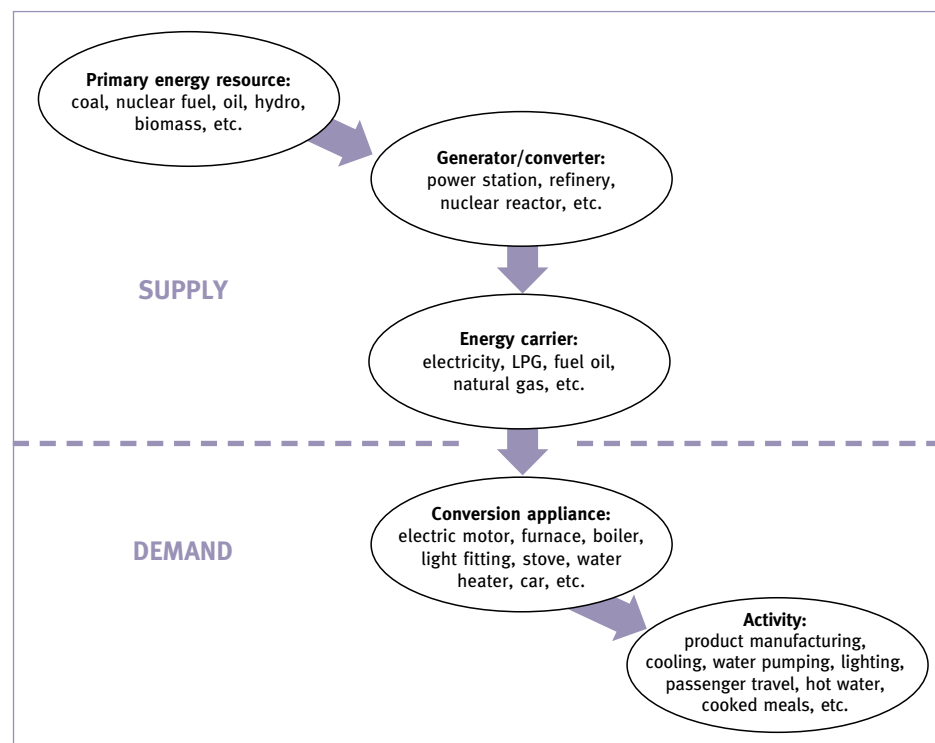 Primary energy resource:
coal, nuclear fuel, oil, hydro,
biomass, etc.
Generator/converter:
power station, refinery,
nuclear reactor, etc.
SUPPLY
Energy carrier:
electricity, LPG, fuel oil,
natural gas, etc.
Conversion appliance:
electric motor, furnace, boiler,
light fitting, stove, water
heater, car, etc.
DEMAND
Activity:
product manufacturing,
cooling, water pumping, lighting,
passenger travel, hot water,
cooked meals, etc.